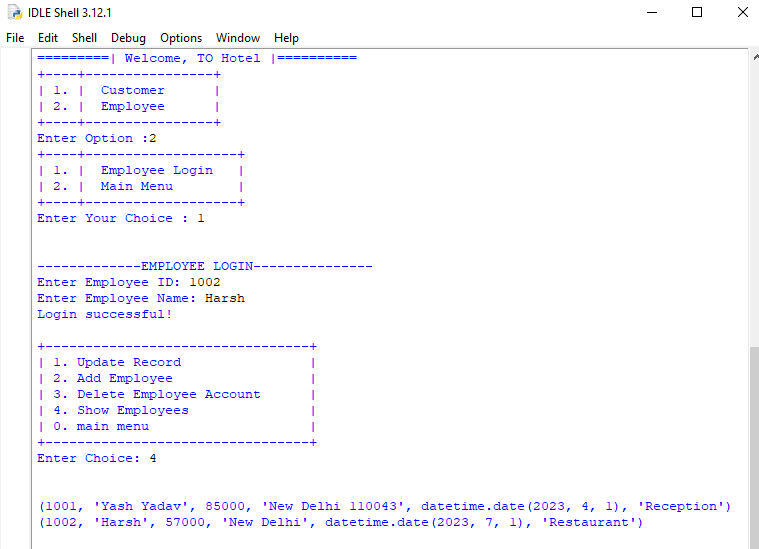 IDLE Shell 3.12.1
File Edit Shell Debug Options Window Help
=========| Welcome, TO Hotel |==========
+----+----------------+
| 1. |  Customer      |
| 2. |  Employee      |
+----+----------------+
Enter Option :2
+----+-------------------+
| 1. |  Employee Login   |
| 2. |  Main Menu        |
+----+-------------------+
Enter Your Choice : 1
-------------EMPLOYEE LOGIN---------------
Enter Employee ID: 1002
Enter Employee Name: Harsh
Login successful!
+---------------------------------+
| 1. Update Record                |
| 2. Add Employee                 |
| 3. Delete Employee Account      |
| 4. Show Employees               |
| 0. main menu                    |
+---------------------------------+
Enter Choice: 4
(1001, 'Yash Yadav', 85000, 'New Delhi 110043', datetime.date(2023, 4, 1), 'Reception')
(1002, 'Harsh', 57000, 'New Delhi', datetime.date(2023, 7, 1), 'Restaurant')